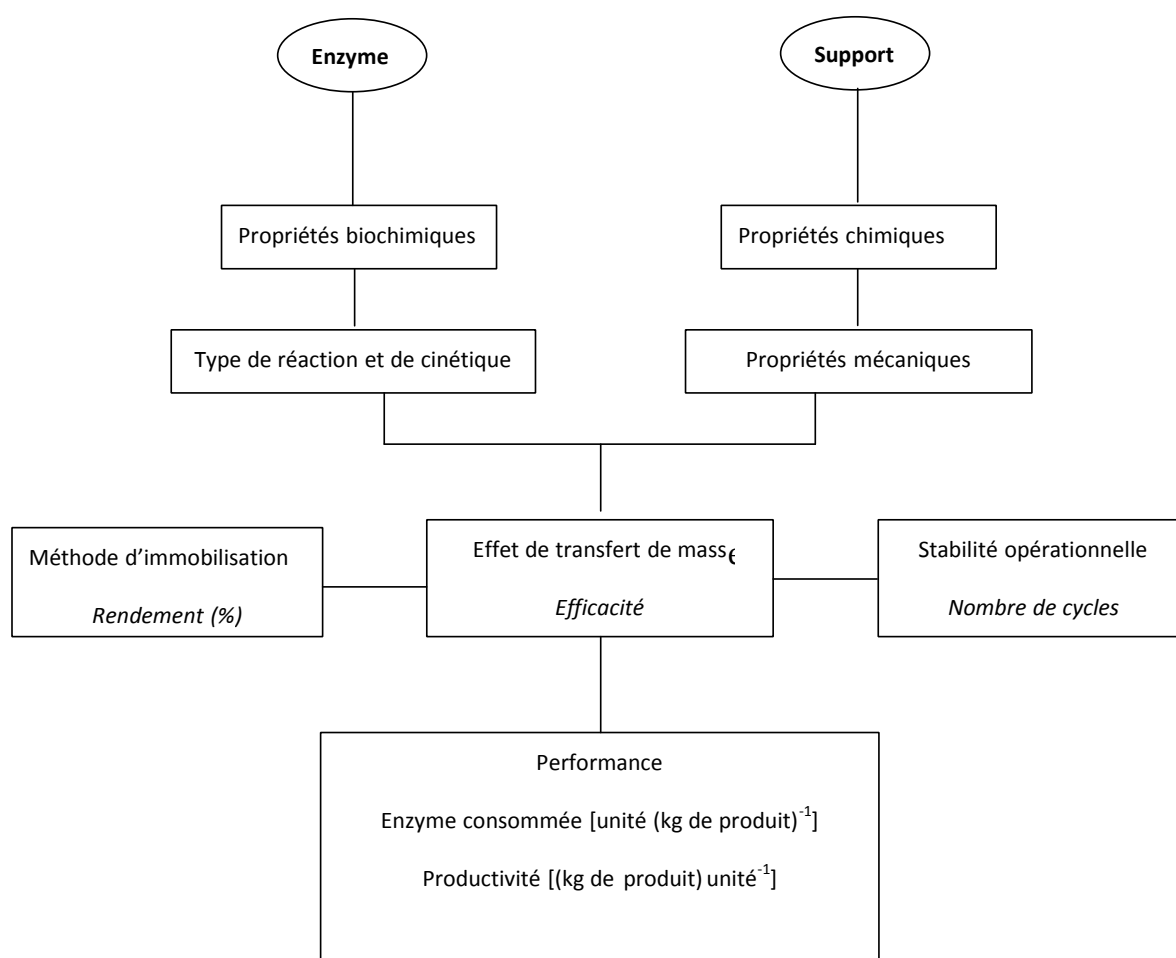 Enzyme
Support
Propriétés biochimiques
Propriétés chimiques
Type de réaction et de cinétique
Propriétés mécaniques
Méthode d’immobilisation
Rendement (%)
Effet de transfert de masse
Efficacité
Stabilité opérationnelle
Nombre de cycles
Performance
Enzyme consommée [unité (kg de produit)⁻¹]
Productivité [(kg de produit) unité⁻¹]